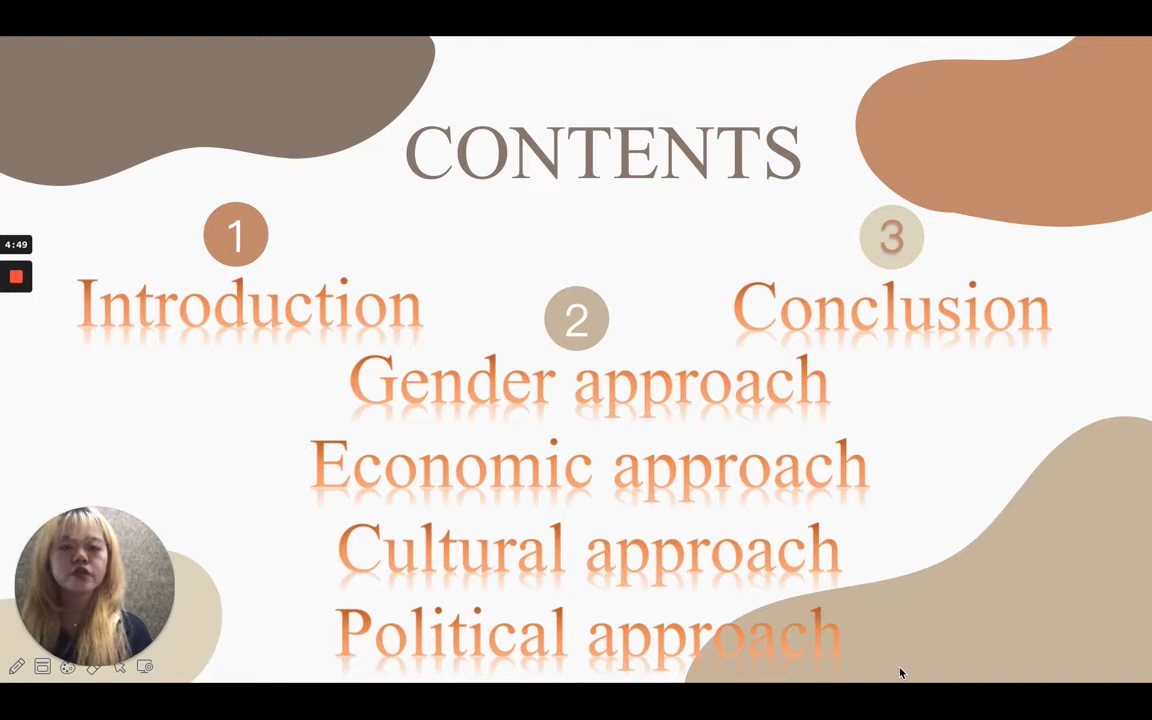 CONTENTS
1
Introduction
2
Gender approach
Economic approach
Cultural approach
Political approach
3
Conclusion
4:49